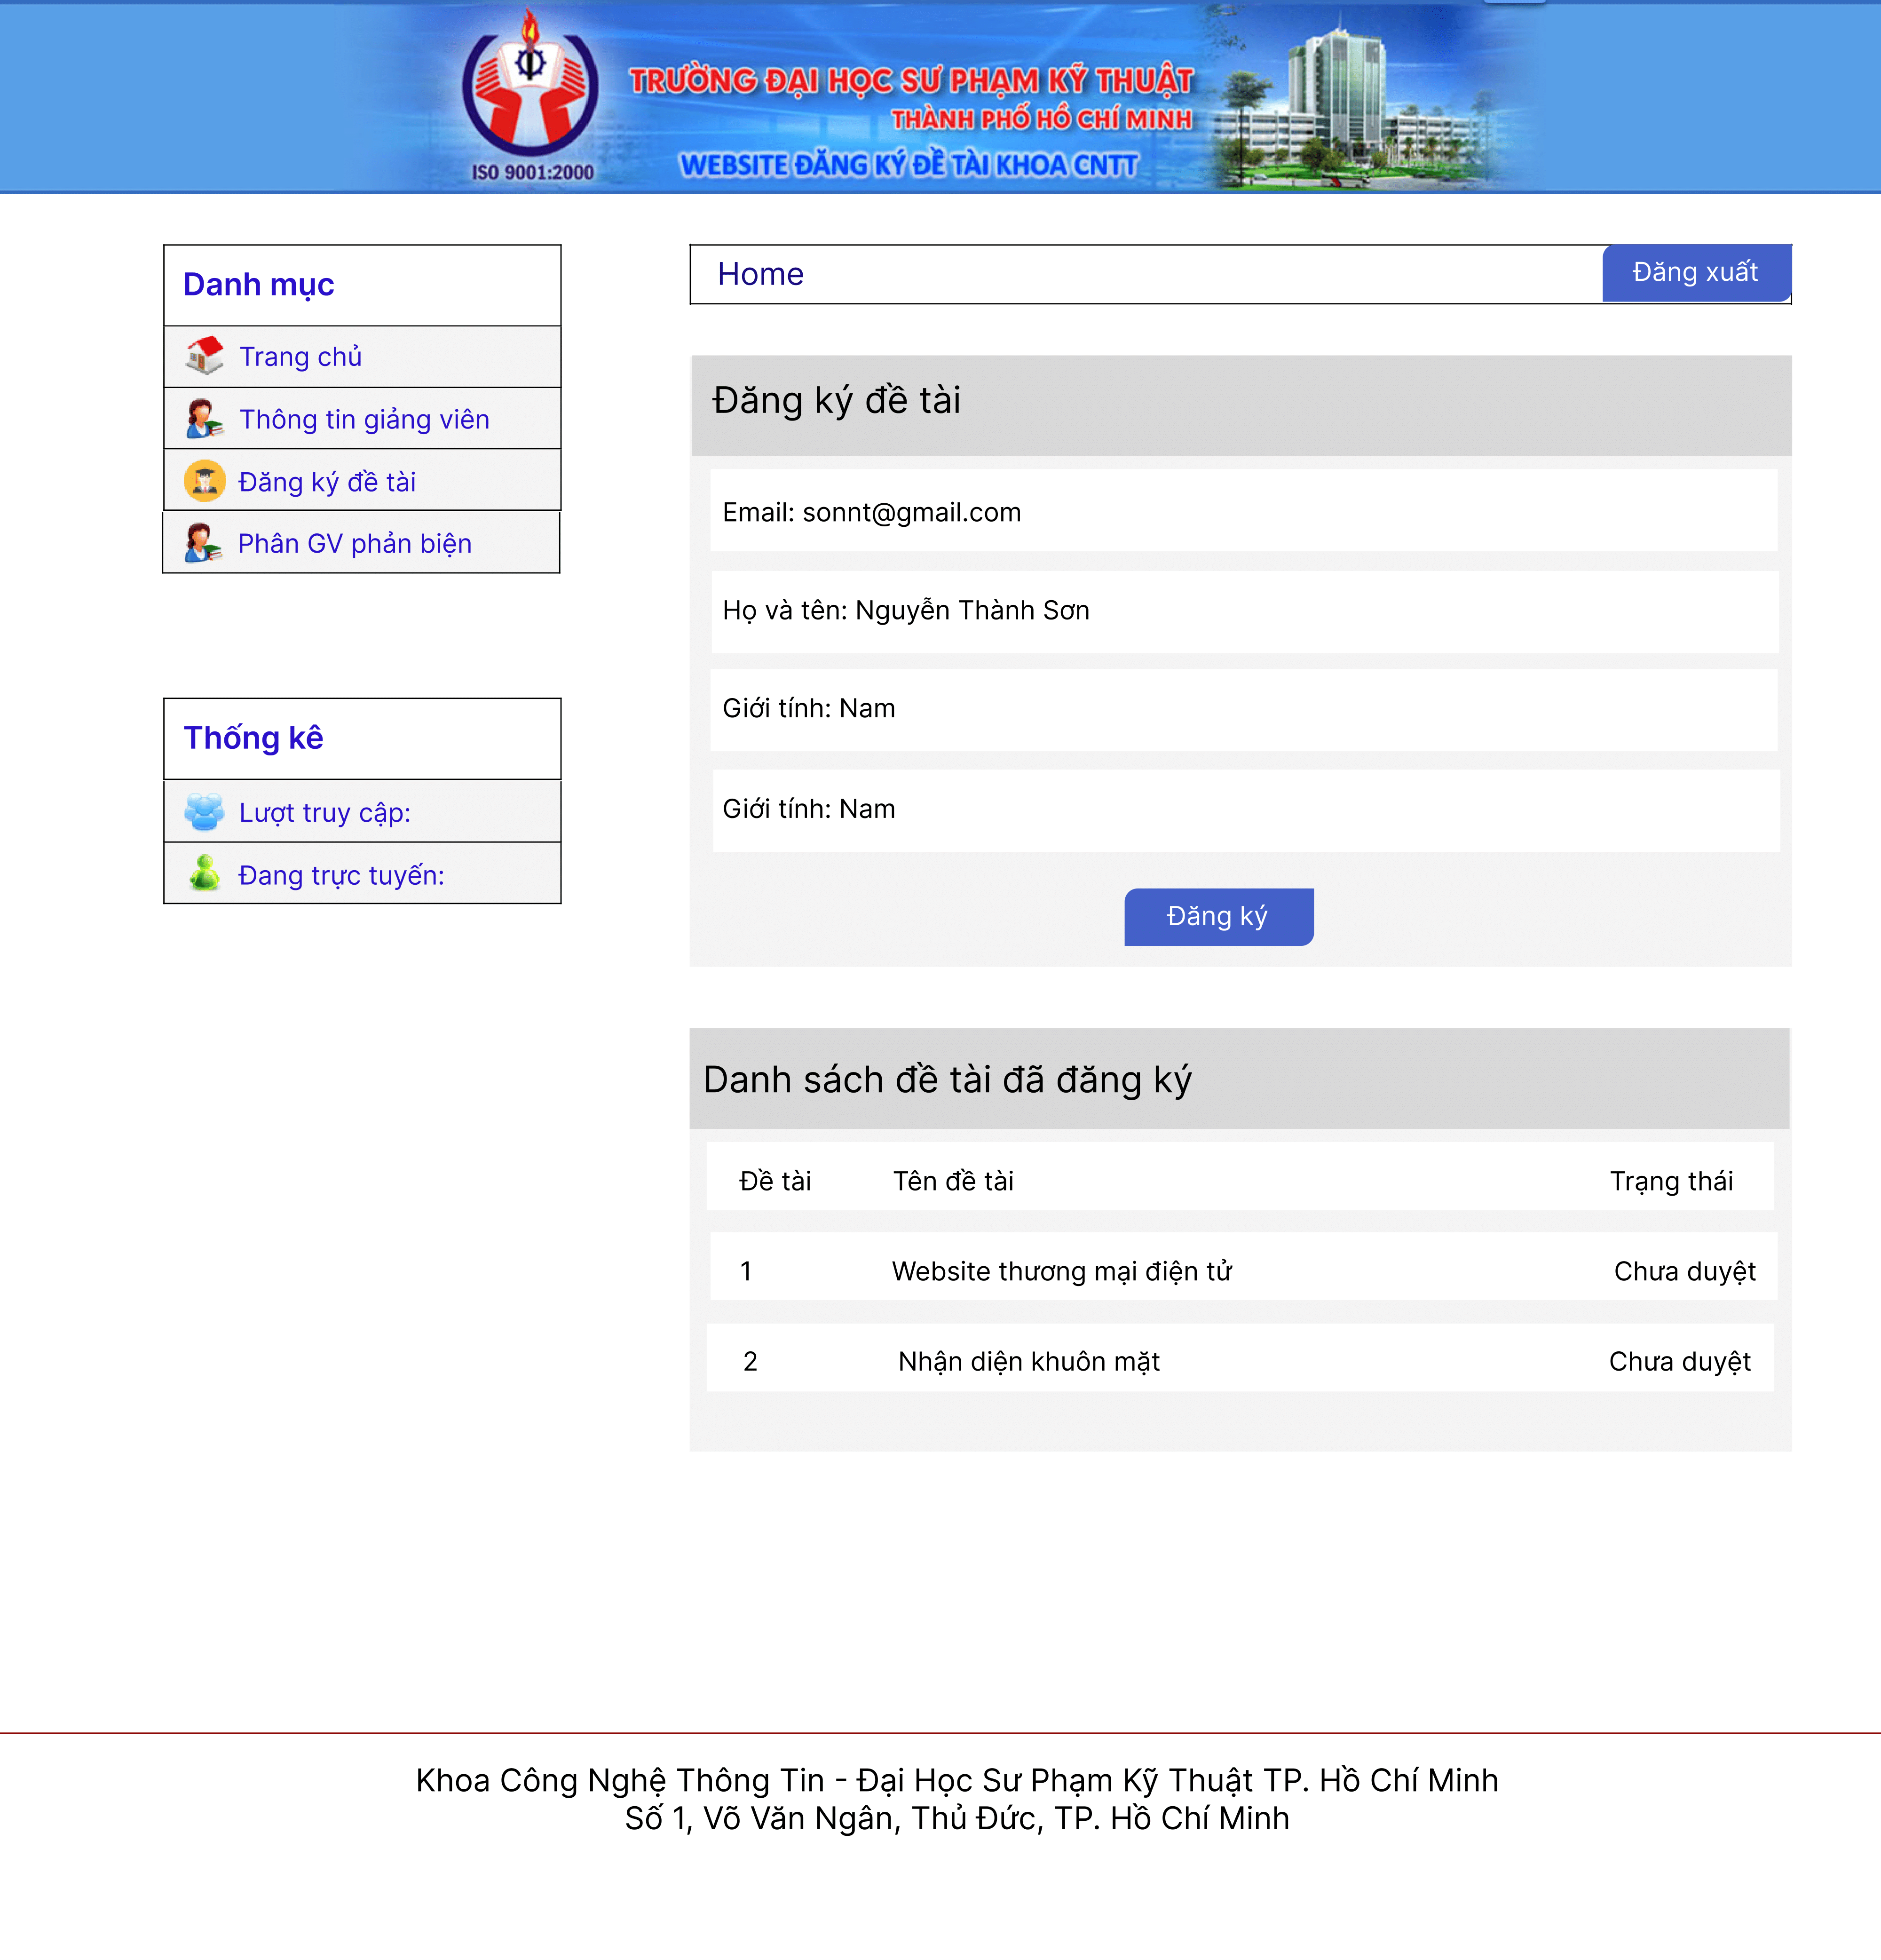 TRƯỜNG ĐẠI HỌC SƯ PHẠM KỸ THUẬT
THÀNH PHỐ HỒ CHÍ MINH
ISO 9001:2000
WEBSITE ĐĂNG KÝ ĐỀ TÀI KHOA CNTT
Danh mục
Trang chủ
Thông tin giảng viên
Đăng ký đề tài
Phân GV phản biện
Thống kê
Lượt truy cập:
Đang trực tuyến:
Home
Đăng xuất
Đăng ký đề tài
Email: sonnt@gmail.com
Họ và tên: Nguyễn Thành Sơn
Giới tính: Nam
Giới tính: Nam
Đăng ký
Danh sách đề tài đã đăng ký
Đề tài Tên đề tài Trạng thái
1 Website thương mại điện tử Chưa duyệt
2 Nhận diện khuôn mặt Chưa duyệt
Khoa Công Nghệ Thông Tin - Đại Học Sư Phạm Kỹ Thuật TP. Hồ Chí Minh
Số 1, Võ Văn Ngân, Thủ Đức, TP. Hồ Chí Minh